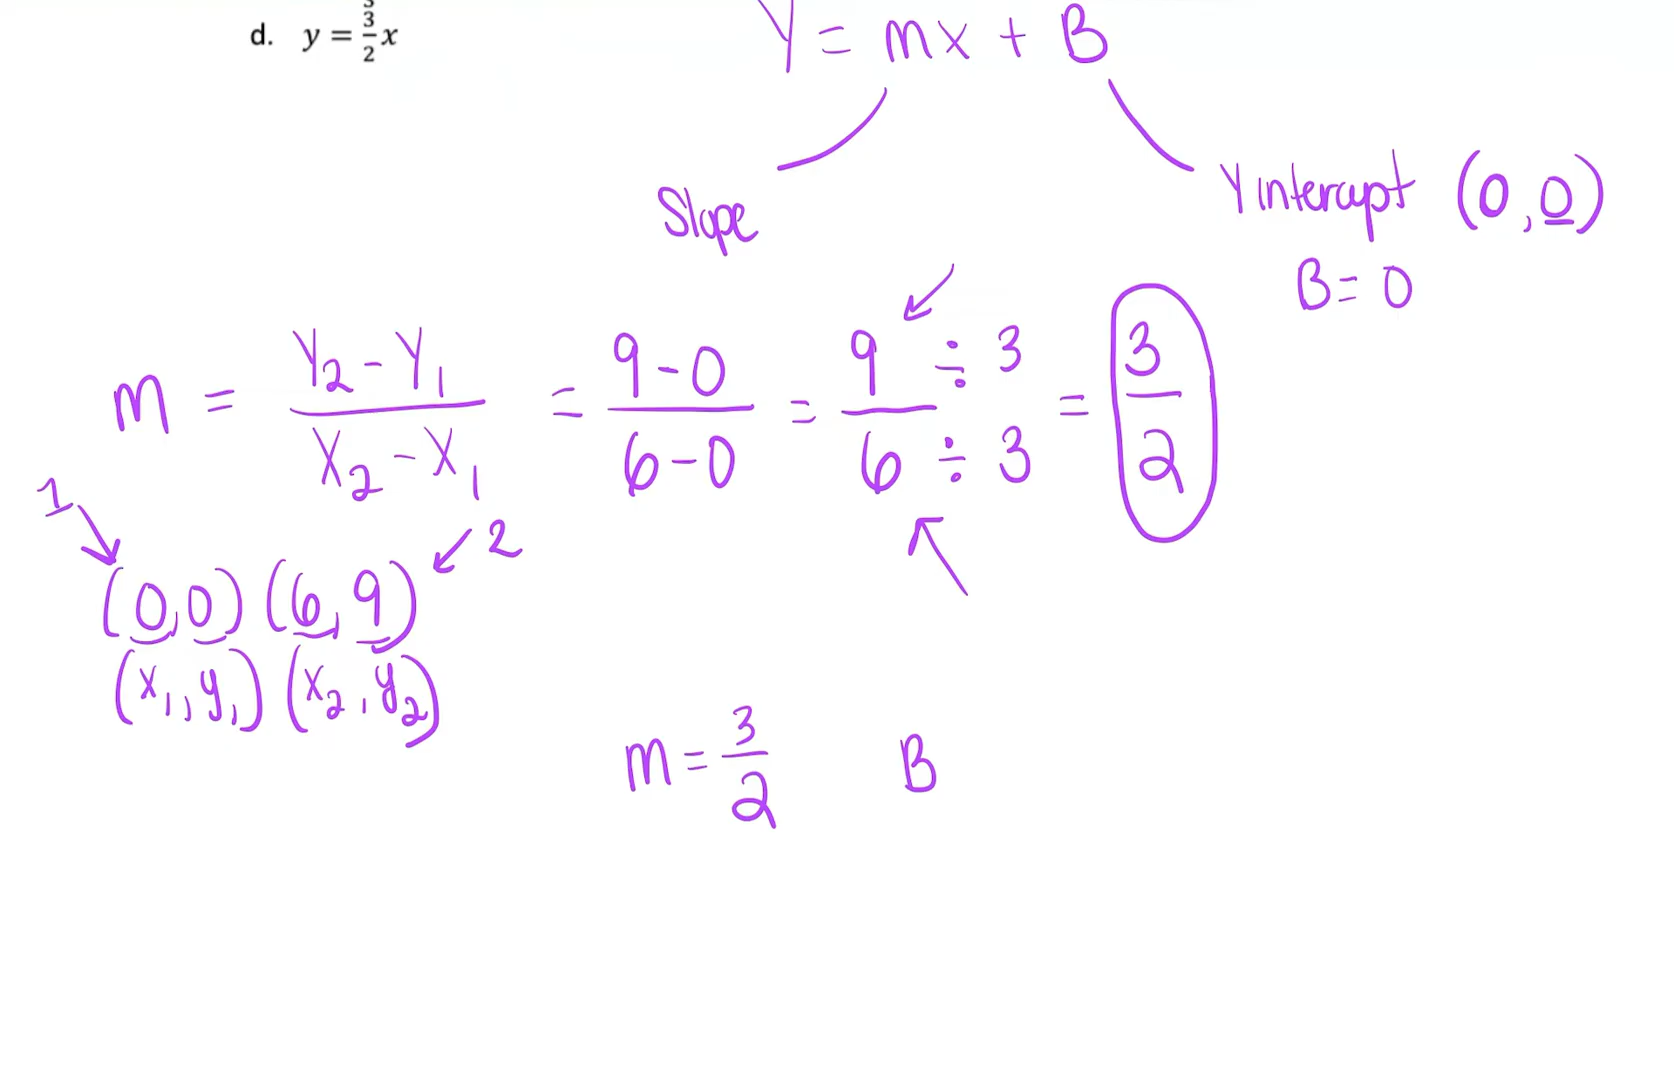 3
d. y = 3/2 x
Y = mx + B
Slope
Y intercept (0,0)
B = 0
m = Y₂ - Y₁ / X₂ - X₁ = 9 - 0 / 6 - 0 = 9 ÷ 3 / 6 ÷ 3 = 3/2
1
2
(0,0) (6,9)
(x₁,y₁) (x₂,y₂)
m = 3/2 B